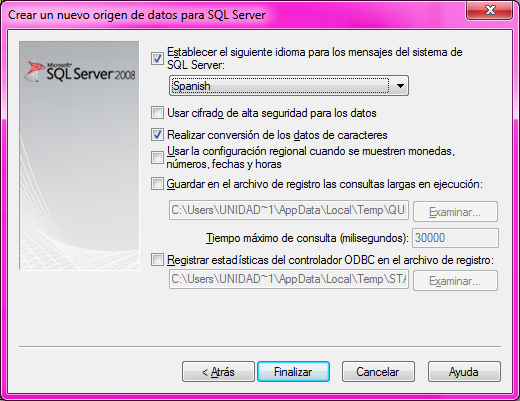 Crear un nuevo origen de datos para SQL Server
Microsoft
SQL Server 2008
Establecer el siguiente idioma para los mensajes del sistema de
SQL Server:
Spanish
Usar cifrado de alta seguridad para los datos
Realizar conversión de los datos de caracteres
Usar la configuración regional cuando se muestren monedas,
números, fechas y horas
Guardar en el archivo de registro las consultas largas en ejecución:
C:\Users\UNIDAD~1\AppData\Local\Temp\QU
Examinar...
Tiempo máximo de consulta (milisegundos):
30000
Registrar estadísticas del controlador ODBC en el archivo de registro:
C:\Users\UNIDAD~1\AppData\Local\Temp\STA
Examinar...
< Atrás
Finalizar
Cancelar
Ayuda